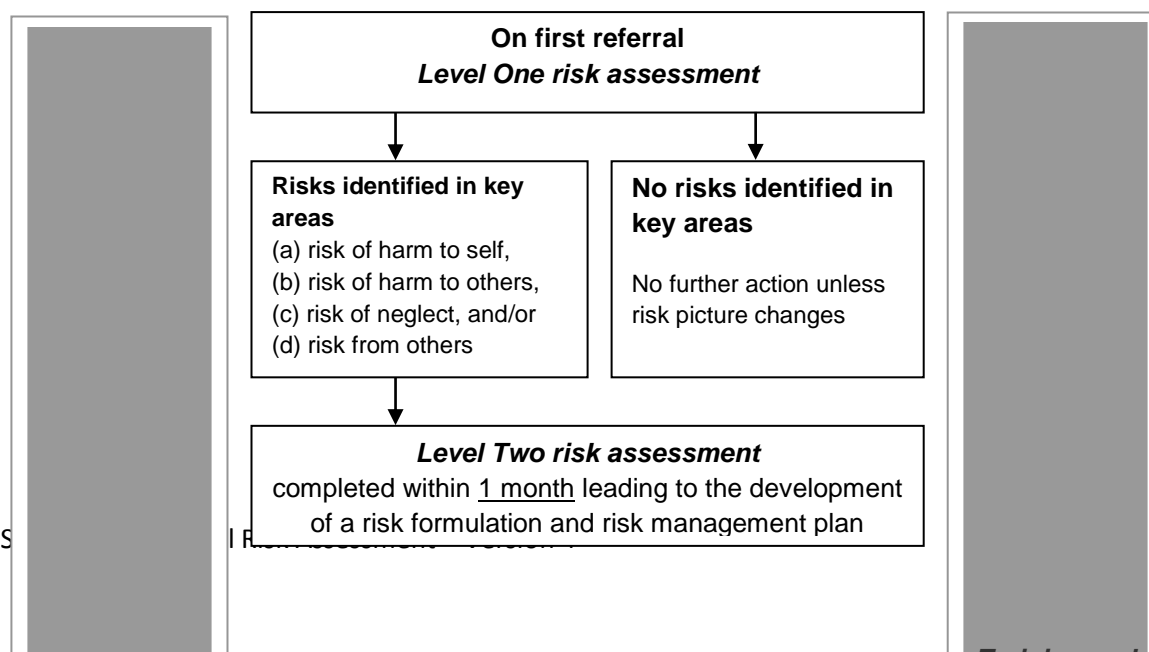 On first referral
Level One risk assessment
Risks identified in key
areas
(a) risk of harm to self,
(b) risk of harm to others,
(c) risk of neglect, and/or
(d) risk from others
No risks identified in
key areas
No further action unless
risk picture changes
Level Two risk assessment
completed within 1 month leading to the development
of a risk formulation and risk management plan